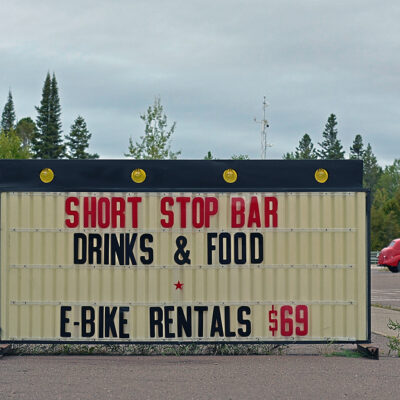 SHORT STOP BAR
DRINKS & FOOD
E-BIKE RENTALS $69